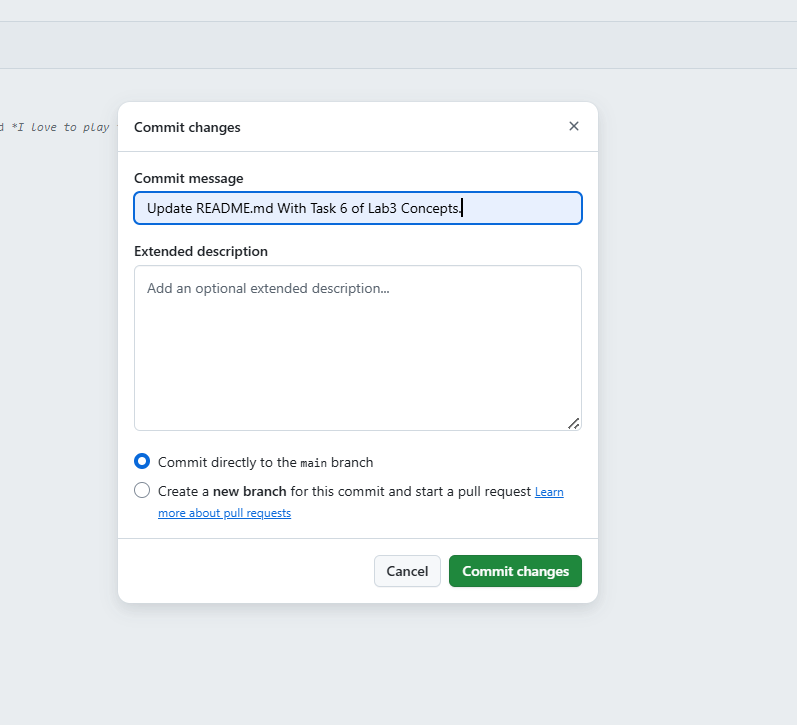 *I love to play
Commit changes
Commit message
Update README.md With Task 6 of Lab3 Concepts.
Extended description
Add an optional extended description...
Commit directly to the main branch
Create a new branch for this commit and start a pull request Learn
more about pull requests
Cancel
Commit changes